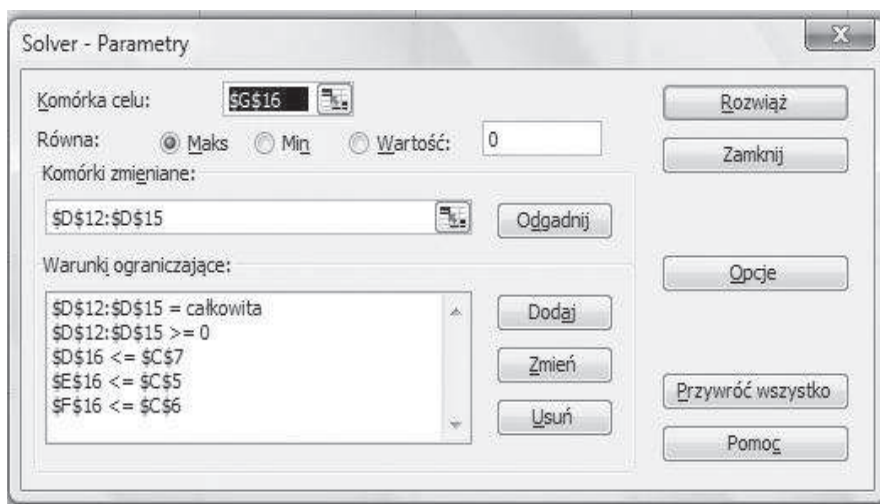 Solver - Parametry
X
Komórka celu: $G$16
Rozwiąż
Równa: Maks Min Wartość: 0
Zamknij
Komórki zmieniane:
$D$12:$D$15 Odgadnij
Warunki ograniczające:
Opcje
$D$12:$D$15 = całkowita
Dodaj
$D$12:$D$15 >= 0
$D$16 <= $C$7
Zmień
$E$16 <= $C$5
Przywróć wszystko
$F$16 <= $C$6
Usuń
Pomoc